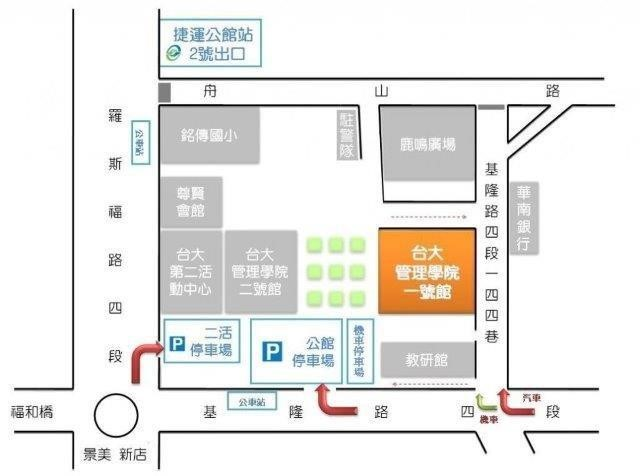 捷運公館站
2號出口
舟山路
羅斯福路四段
公車站
銘傳國小
駐警隊
鹿鳴廣場
基隆路四段一四四巷
華南銀行
尊賢
會館
台大
第二活
動中心
台大
管理學院
二號館
台大
管理學院
一號館
P 二活
停車場
P 公館
停車場
機車停車場
教研館
公車站
汽車
機車
福和橋
基隆路四段
景美 新店